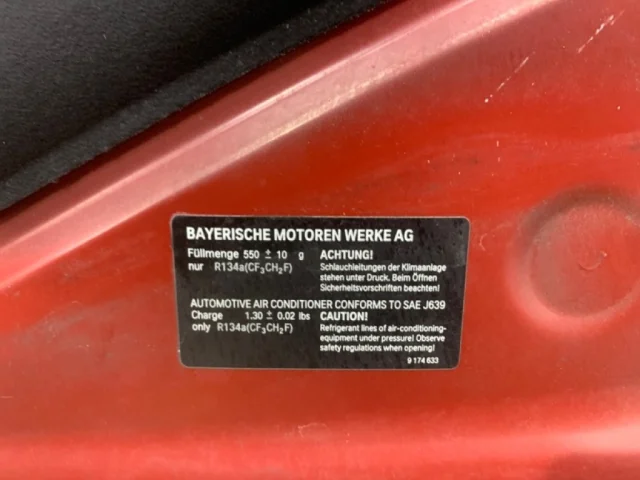 BAYERISCHE MOTOREN WERKE AG
Füllmenge 550 ± 10 g
nur R134a(CF₃CH₂F)
ACHTUNG!
Schlauchleitungen der Klimaanlage
stehen unter Druck. Beim Öffnen
Sicherheitsvorschriften beachten!
AUTOMOTIVE AIR CONDITIONER CONFORMS TO SAE J639
Charge 1.30 ± 0.02 lbs
only R134a(CF₃CH₂F)
CAUTION!
Refrigerant lines of air-conditioning-
equipment under pressure! Observe
safety regulations when opening!
9 174 633